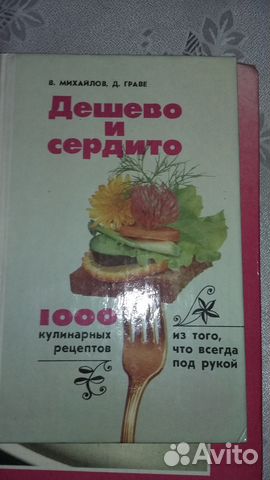 В. МИХАЙЛОВ, Д. ГРАВЕ
Дешево
и
сердито
1000
кулинарных
рецептов
из того,
что всегда
под рукой
Avito